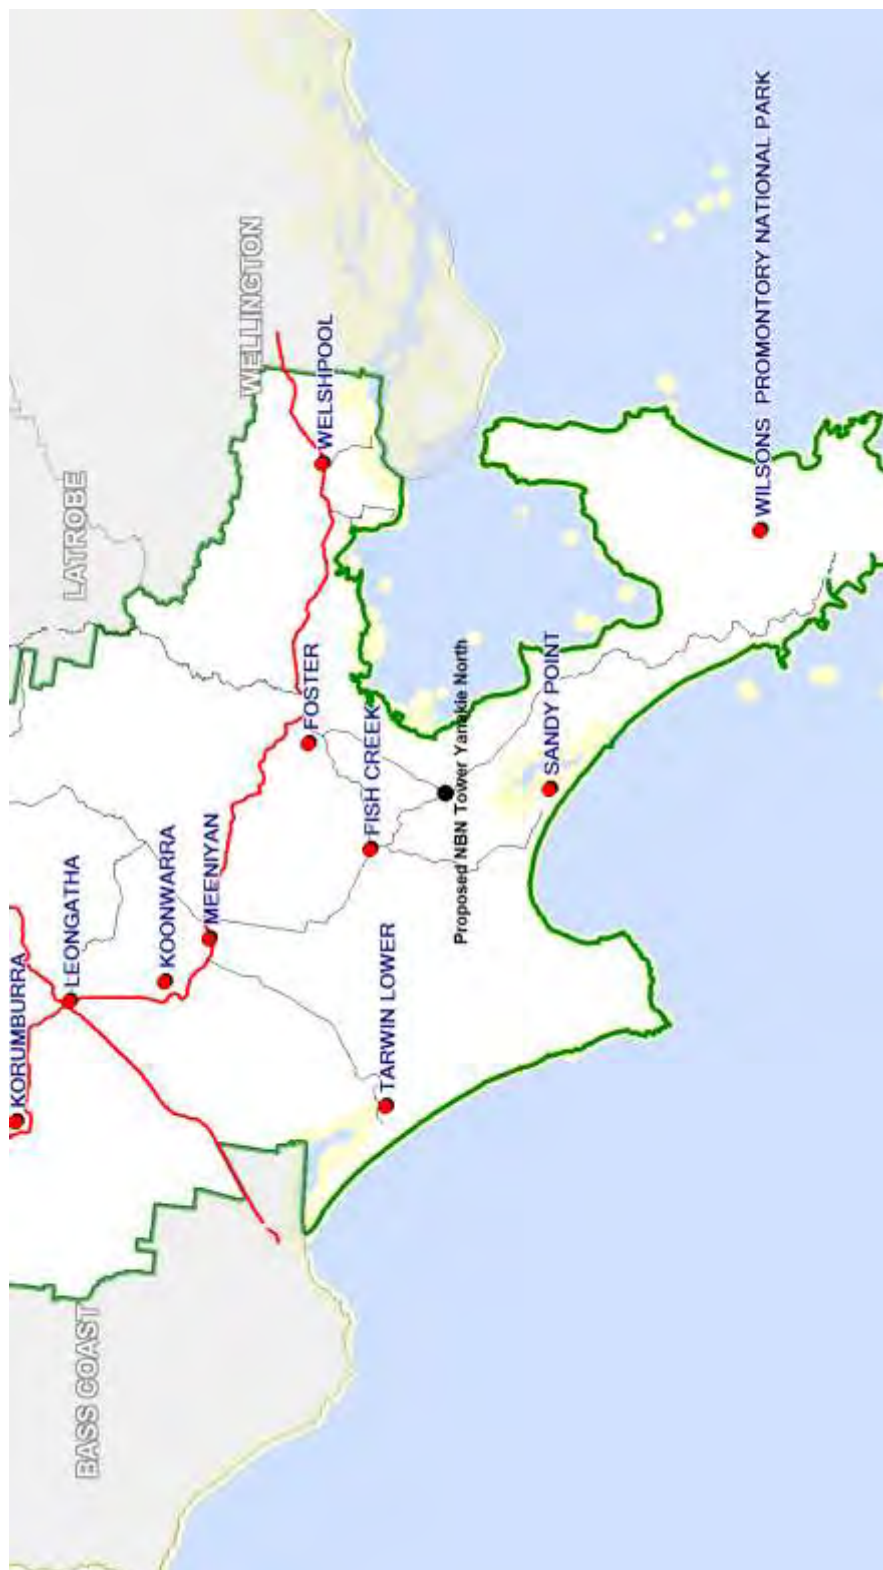 KORUMBURRA
LEONGATHA
KOONWARRA
MEENIYAN
LATROBE
WELLINGTON
WELSHPOOL
FOSTER
FISH CREEK
BASS COAST
TARWIN LOWER
Proposed NBN Tower Yanakie North
SANDY POINT
WILSONS PROMONTORY NATIONAL PARK